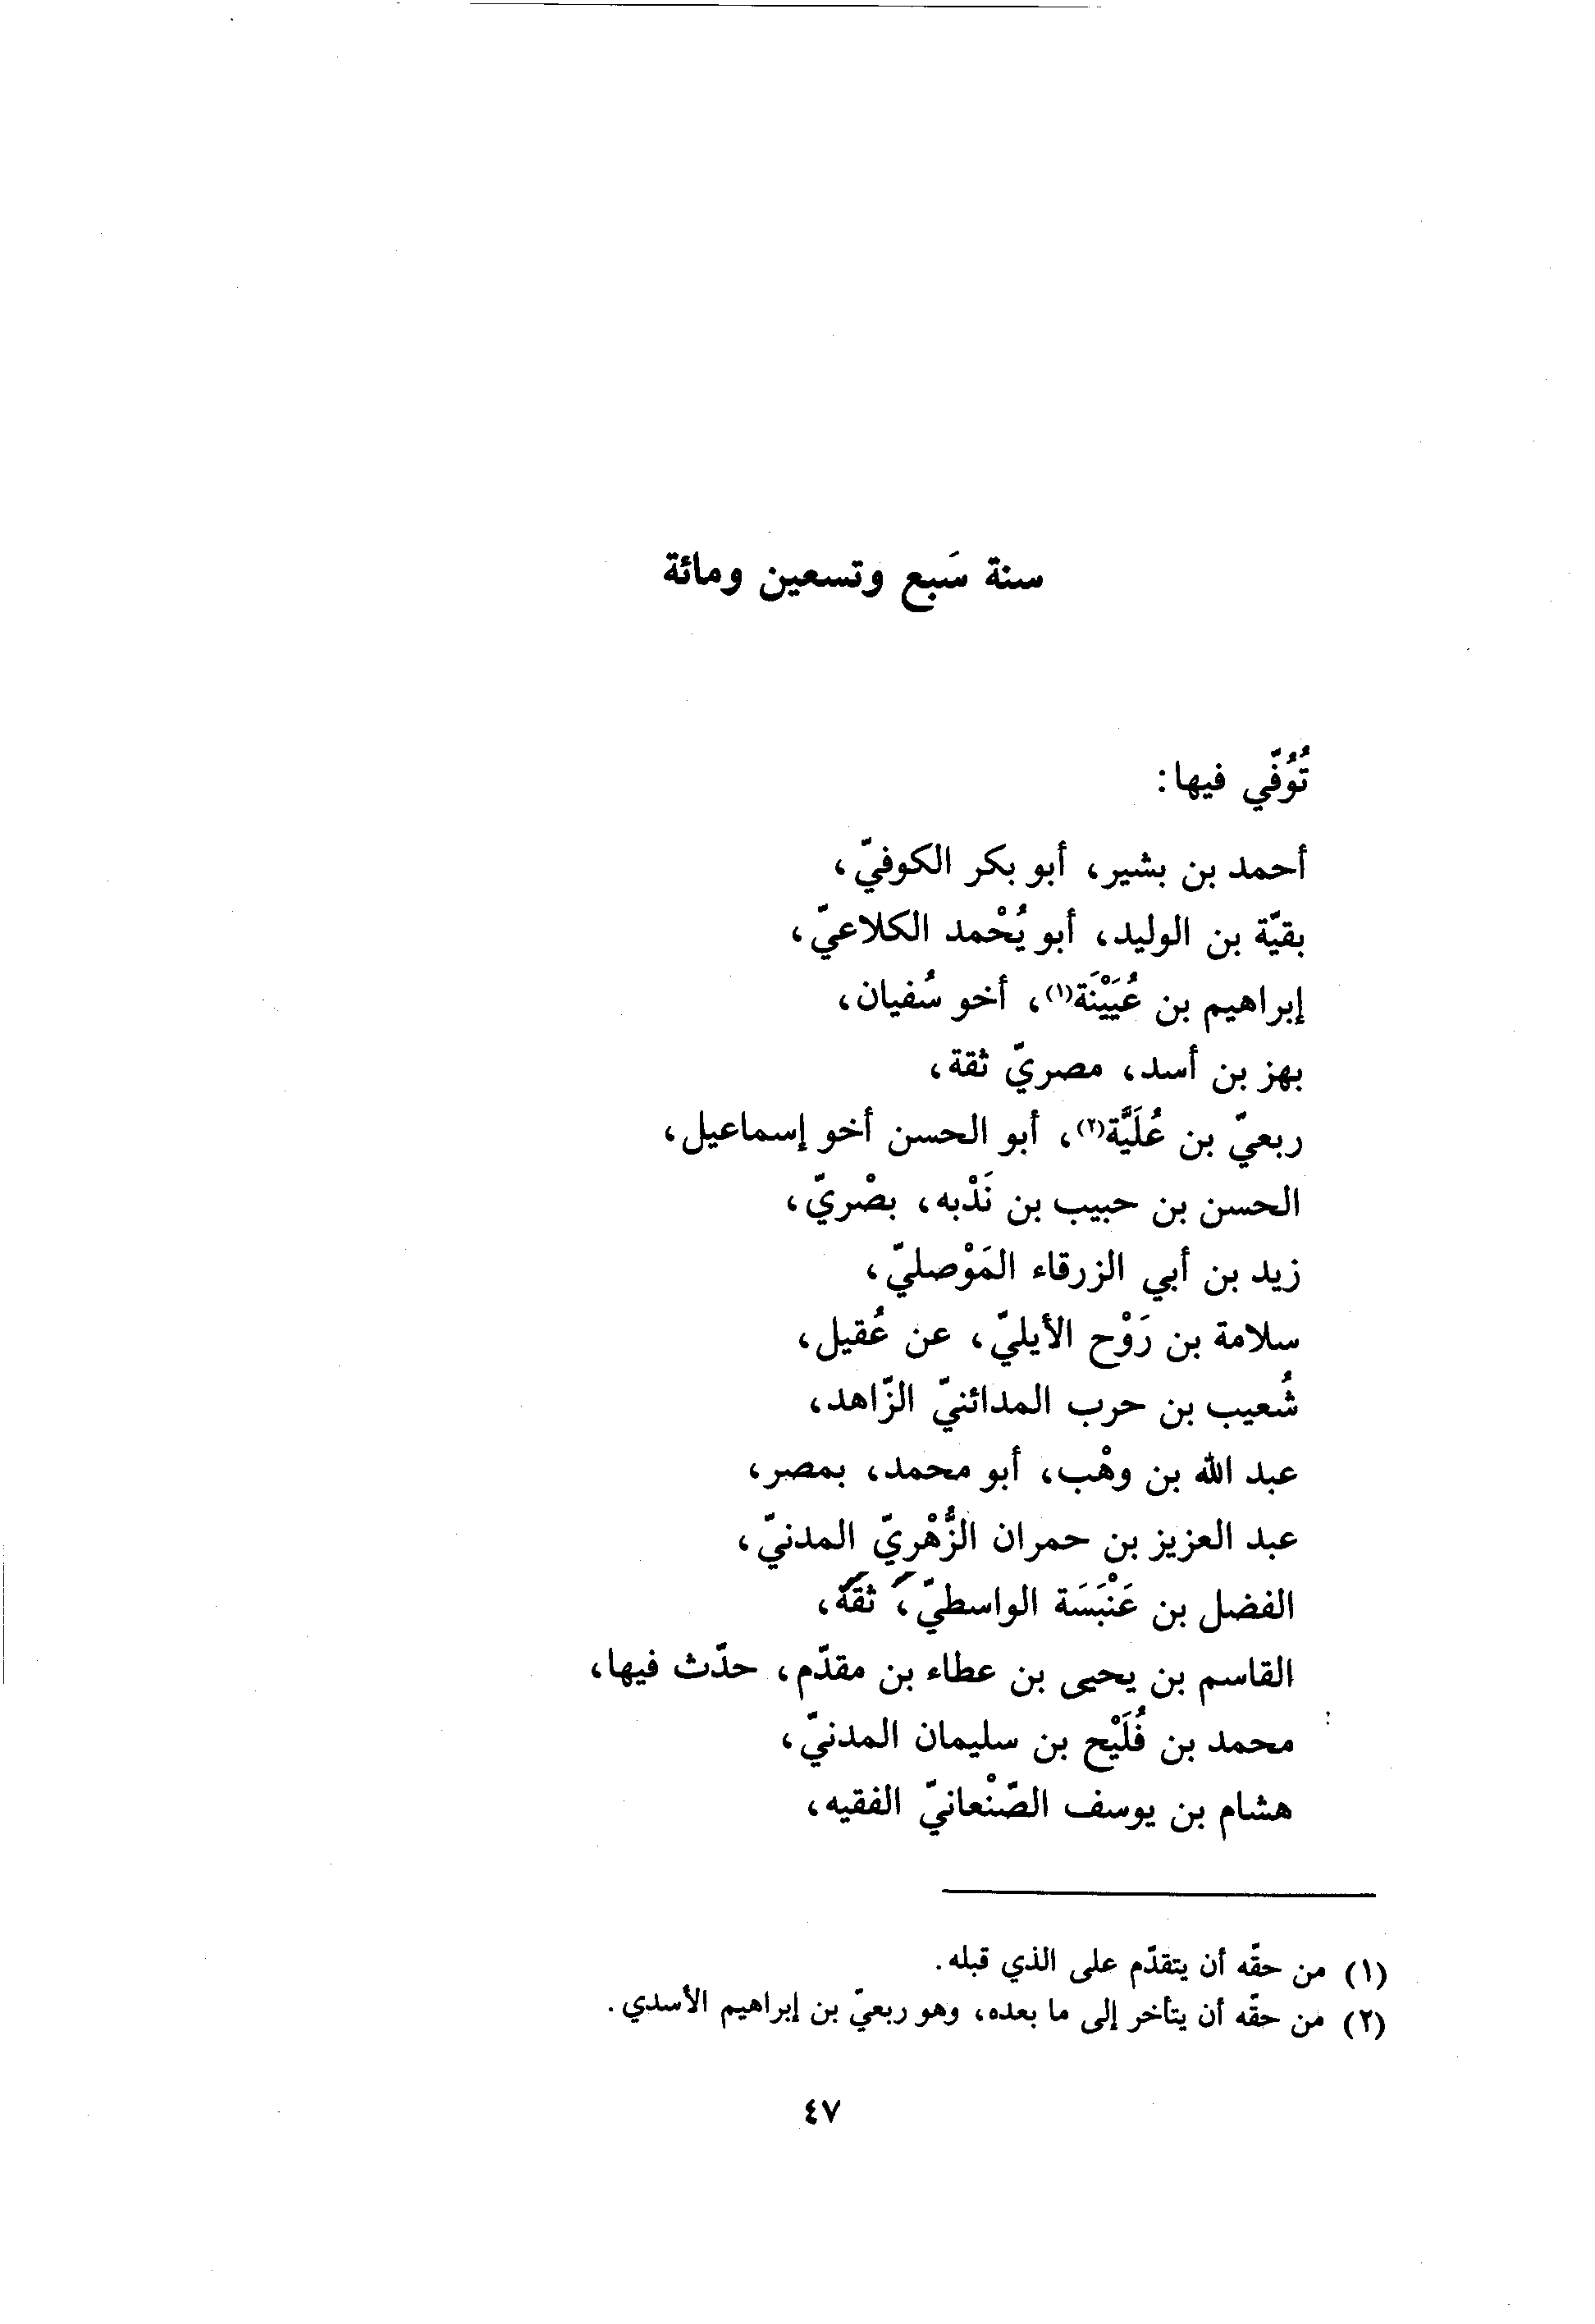 سنة سَبع وتسعين ومائة
تُوُفّي فيها:
أحمد بن بشير، أبو بكر الكوفيّ،
بقيّة بن الوليد، أبو يُحْمد الكلاعيّ،
إبراهيم بن عُيَيْنَة(١)، أخو سُفيان،
بهز بن أسد، مصريّ ثقة،
ربعيّ بن عُلَيَّة(٢)، أبو الحسن أخو إسماعيل،
الحسن بن حبيب بن نَدْبه، بصْريّ،
زيد بن أبي الزرقاء المَوْصليّ،
سلامة بن رَوْح الأيليّ، عن عُقيل،
شُعيب بن حرب المدائنيّ الزّاهد،
عبد الله بن وهْب، أبو محمد، بمصر،
عبد العزيز بن حمران الزُّهْريّ المدنيّ،
الفضل بن عَنْبَسَة الواسطيّ، ثقة،
القاسم بن يحيى بن عطاء بن مقدّم، حدّث فيها،
محمد بن فُلَيْح بن سليمان المدنيّ،
هشام بن يوسف الصّنْعانيّ الفقيه،
(١) من حقّه أن يتقدّم على الذي قبله.
(٢) من حقّه أن يتأخر إلى ما بعده، وهو ربعيّ بن إبراهيم الأسدي.
٤٧